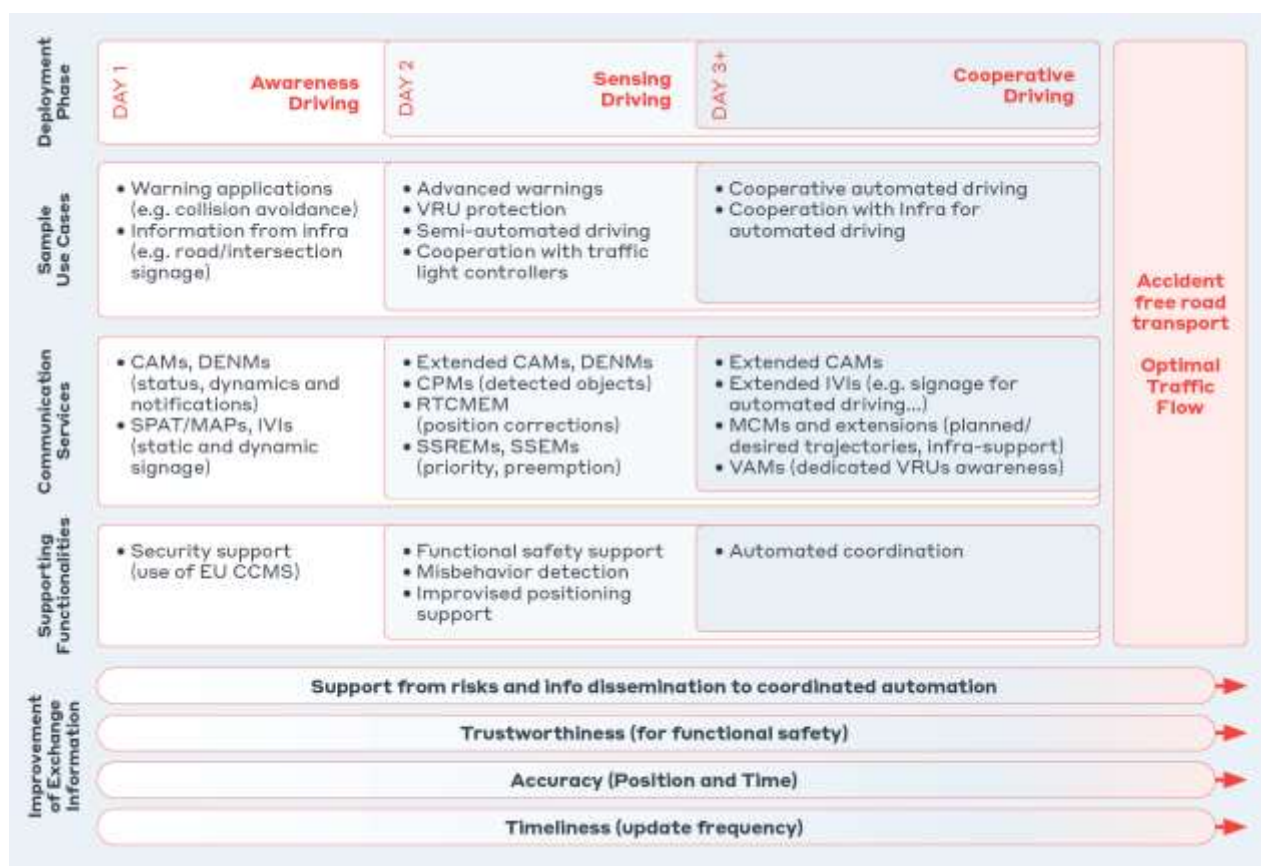 Deployment
Phase
DAY 1
Awareness
Driving
DAY 2
Sensing
Driving
DAY 3+
Cooperative
Driving
Sample
Use Cases
• Warning applications
(e.g. collision avoidance)
• Information from infra
(e.g. road/intersection
signage)
• Advanced warnings
• VRU protection
• Semi-automated driving
• Cooperation with traffic
light controllers
• Cooperative automated driving
• Cooperation with Infra for
automated driving
Communication
Services
• CAMs, DENMs
(status, dynamics and
notifications)
• SPAT/MAPs, IVIs
(static and dynamic
signage)
• Extended CAMs, DENMs
• CPMs (detected objects)
• RTCMEM
(position corrections)
• SSREMs, SSEMs
(priority, preemption)
• Extended CAMs
• Extended IVIs (e.g. signage for
automated driving...)
• MCMs and extensions (planned/
desired trajectories, infra-support)
• VAMs (dedicated VRUs awareness)
Supporting
Functionalities
• Security support
(use of EU CCMS)
• Functional safety support
• Misbehavior detection
• Improvised positioning
support
• Automated coordination
Accident
free road
transport
Optimal
Traffic
Flow
Improvement
of Exchange
Information
Support from risks and info dissemination to coordinated automation
Trustworthiness (for functional safety)
Accuracy (Position and Time)
Timeliness (update frequency)